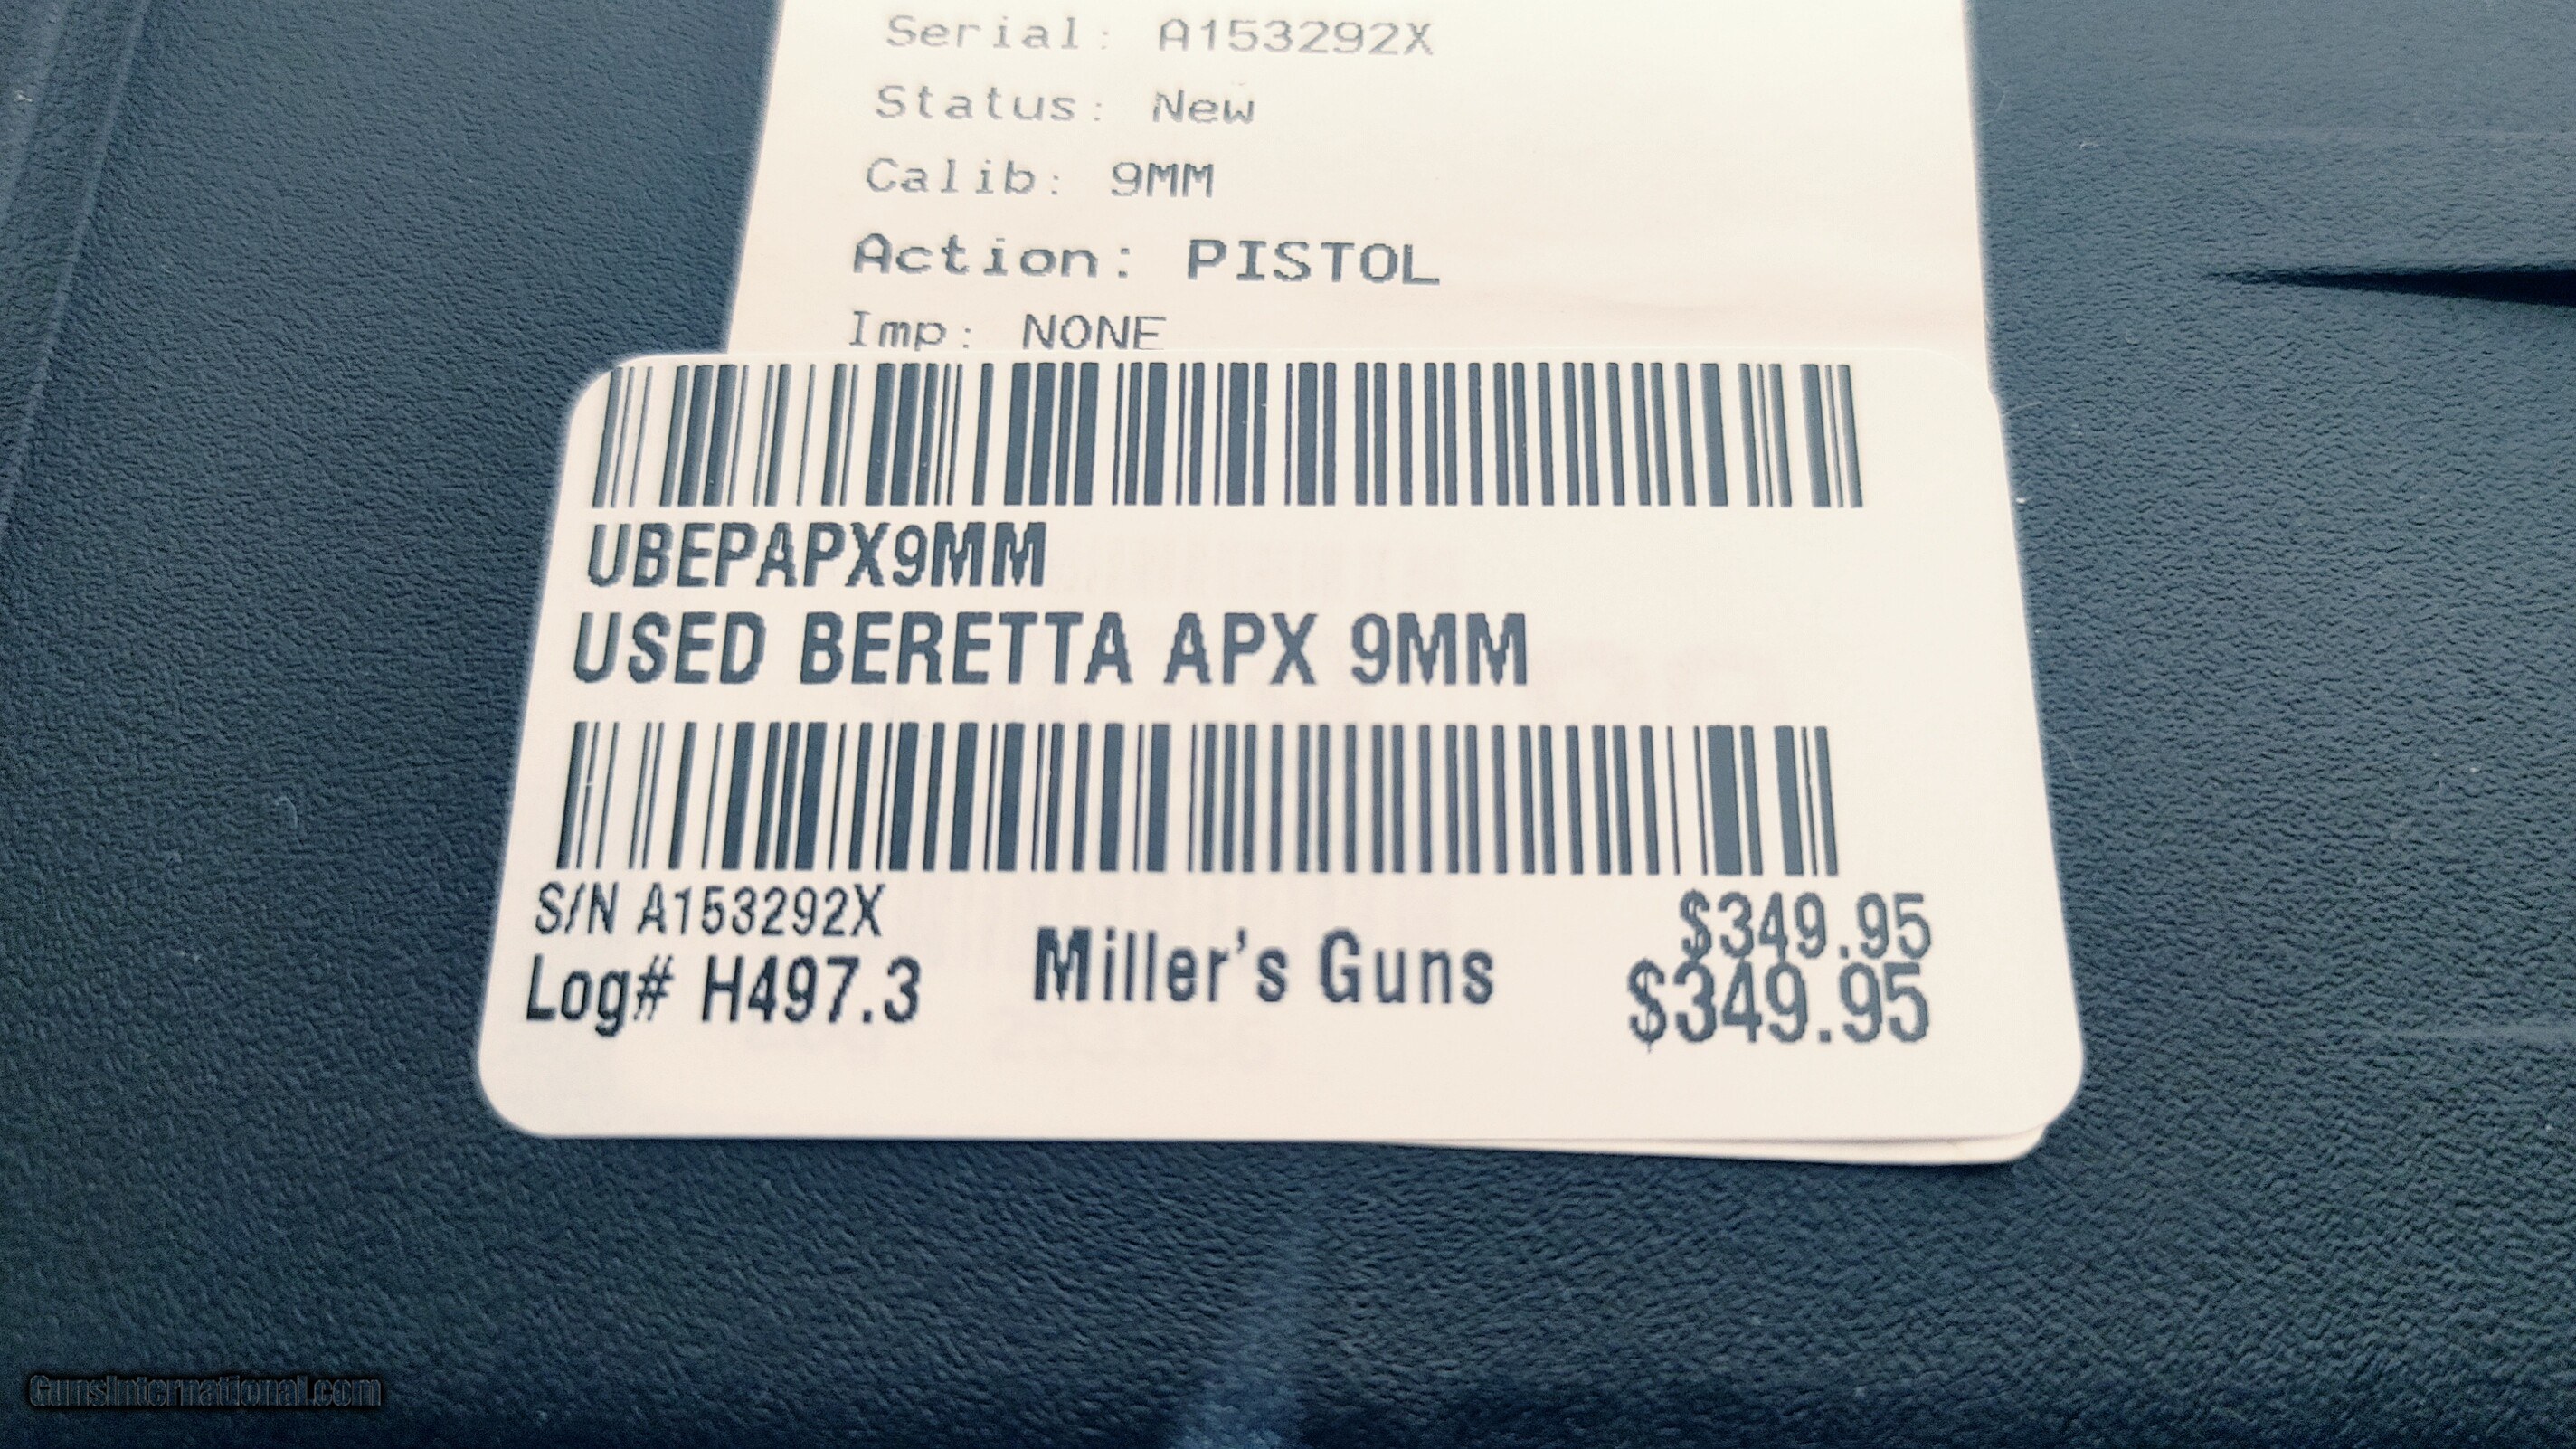 Serial: A153292X
Status: New
Calib: 9MM
Action: PISTOL
Imp: NONE
UBEPAPX9MM
USED BERETTA APX 9MM
S/N A153292X
$349.95
Log# H497.3
Miller's Guns
$349.95
GunsInternational.com